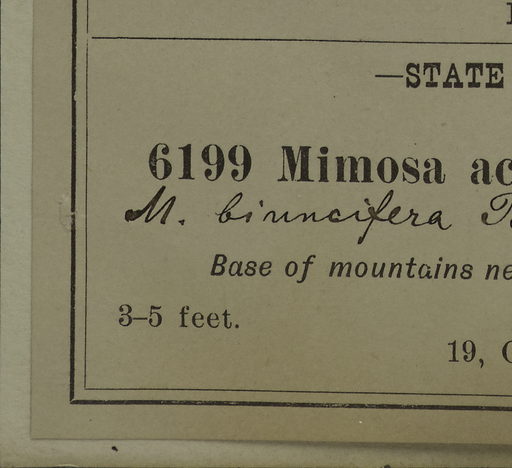 —STATE
6199 Mimosa ac
M. biuncifera
Base of mountains ne
3–5 feet.
19,